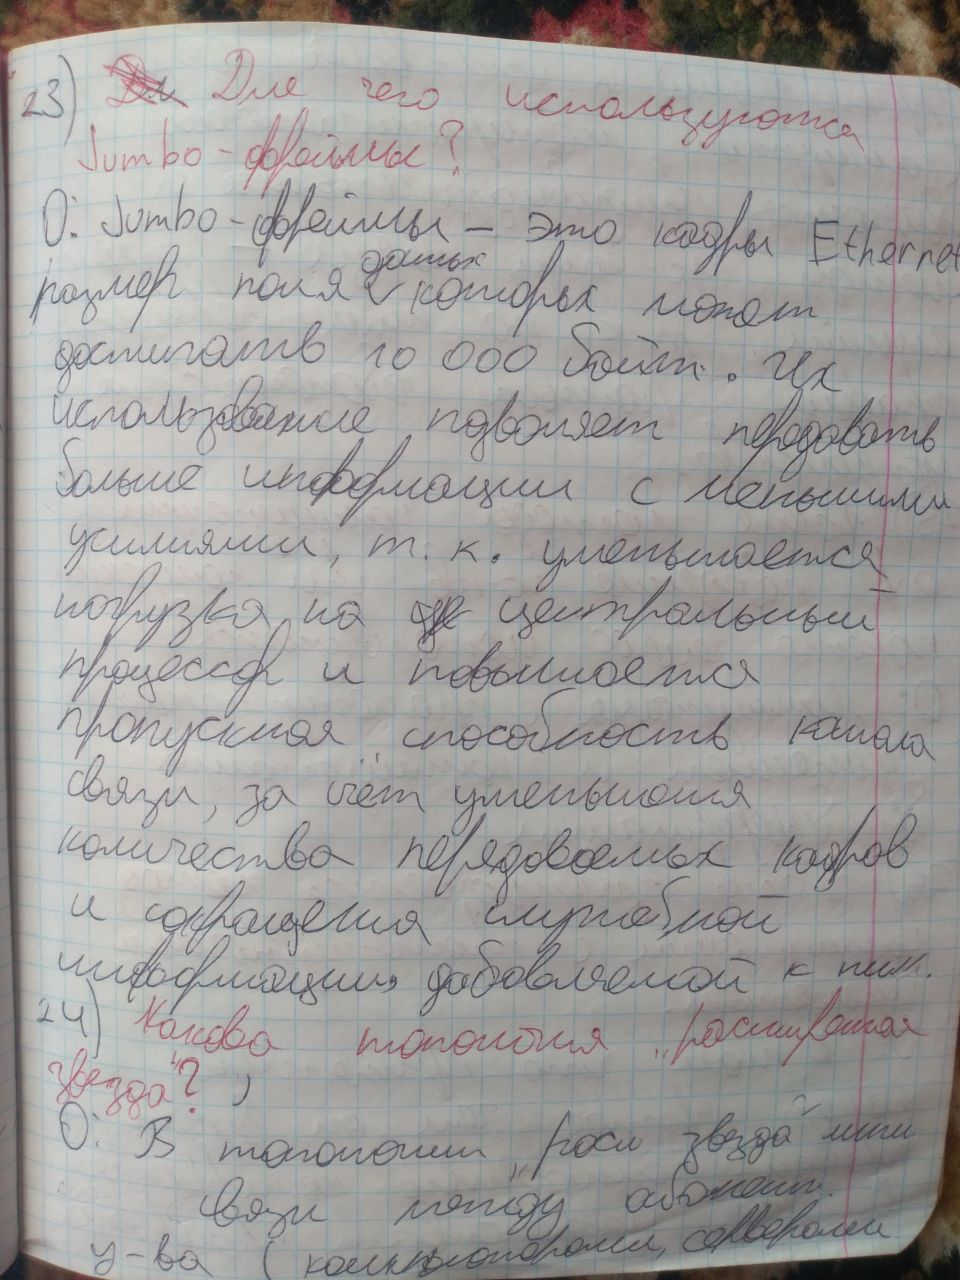 23) Для чего используются
Jumbo-фреймы?
О: Jumbo-фреймы – это кадры Ethernet
размер поля данных которых может
достигать 10 000 байт. Их
использование позволяет передавать
больше информации с меньшими
усилиями, т.к. уменьшается
нагрузка на центральный
процессор и повышается
пропускная способность канала
связи, за счёт уменьшения
количества передаваемых кадров
и сокращения служебной
информации, добавляемой к ним.
24) Какова топология "расширенная
звезда"?
О: В топологии "расш звезда" линии
связи между абонент.
у-ва (компьютерами, серверами